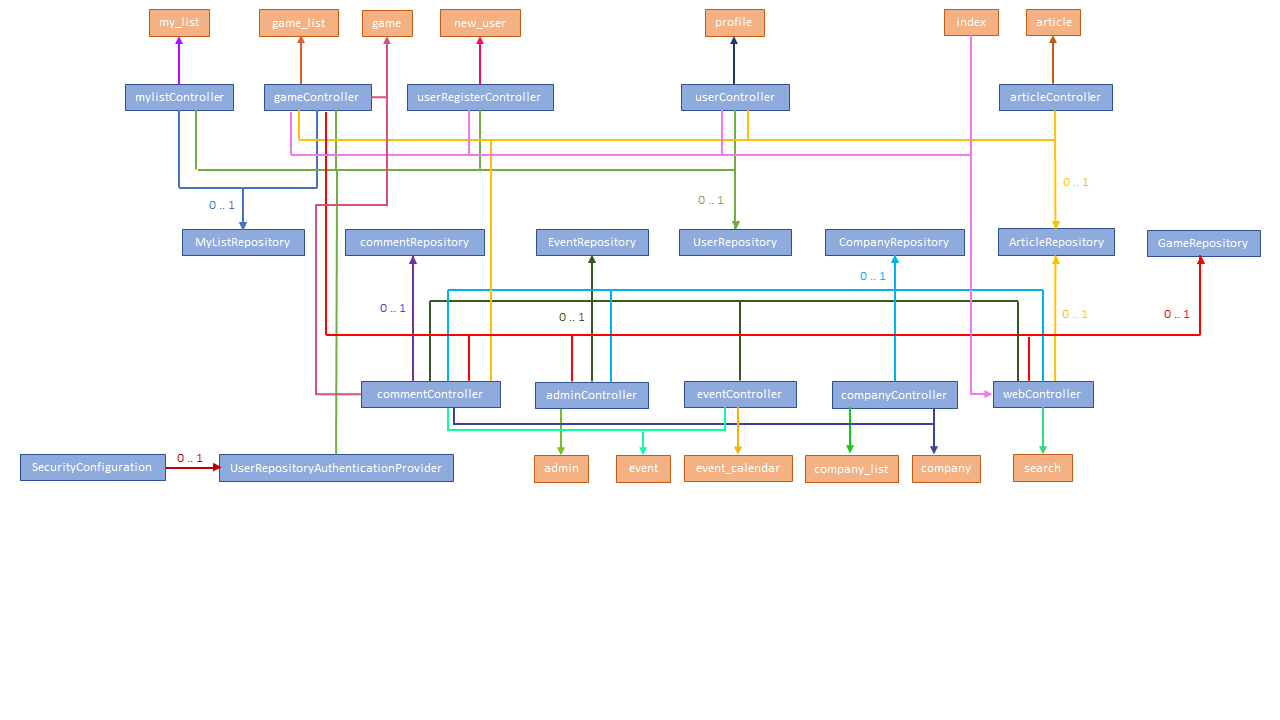 my_list
game_list
game
new_user
profile
index
article
mylistController
gameController
userRegisterController
userController
articleController
0 .. 1
0 .. 1
0 .. 1
MyListRepository
commentRepository
EventRepository
UserRepository
CompanyRepository
ArticleRepository
GameRepository
0 .. 1
0 .. 1
0 .. 1
0 .. 1
0 .. 1
commentController
adminController
eventController
companyController
webController
SecurityConfiguration
0 .. 1
UserRepositoryAuthenticationProvider
admin
event
event_calendar
company_list
company
search